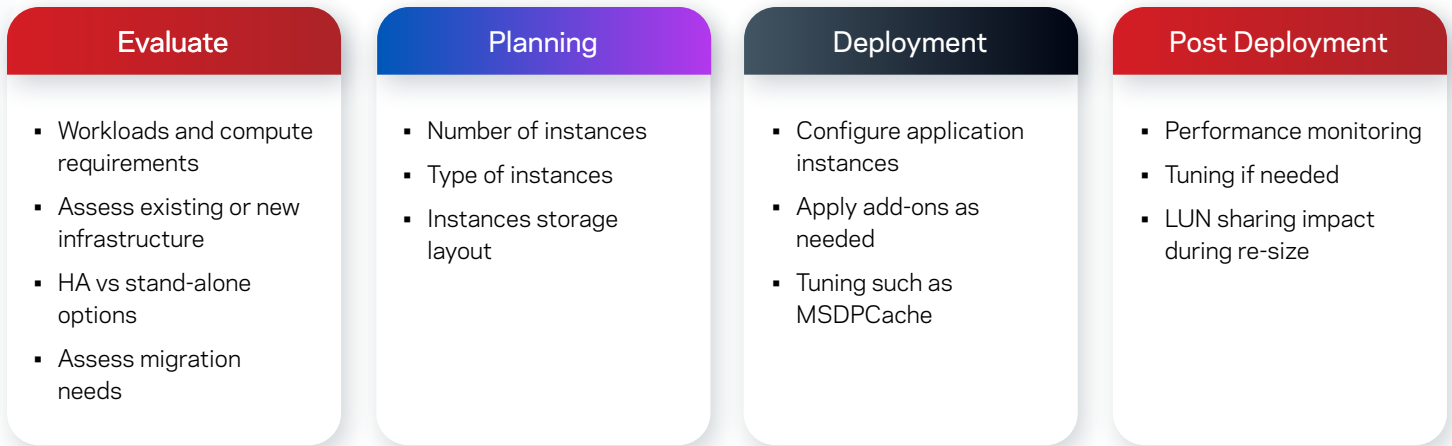 Evaluate
▪ Workloads and compute
requirements
▪ Assess existing or new
infrastructure
▪ HA vs stand-alone
options
▪ Assess migration
needs
Planning
▪ Number of instances
▪ Type of instances
▪ Instances storage
layout
Deployment
▪ Configure application
instances
▪ Apply add-ons as
needed
▪ Tuning such as
MSDPCache
Post Deployment
▪ Performance monitoring
▪ Tuning if needed
▪ LUN sharing impact
during re-size